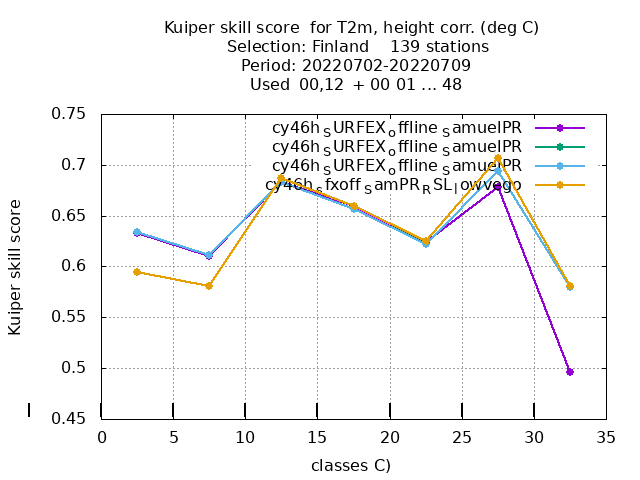 Kuiper skill score  for T2m, height corr. (deg C)
Selection: Finland    139 stations
Period: 20220702-20220709
Used  00,12  + 00 01 ... 48
0.75
0.7
0.65
0.6
0.55
0.5
0.45
Kuiper skill score
cy46h_SURFEX_offline_SamuelPR
cy46h_SURFEX_offline_SamuelPR
cy46h_SURFEX_offline_SamuelPR
cy46h_sfxoff_SamPR_RSL_lowvego
0 5 10 15 20 25 30 35
classes C)